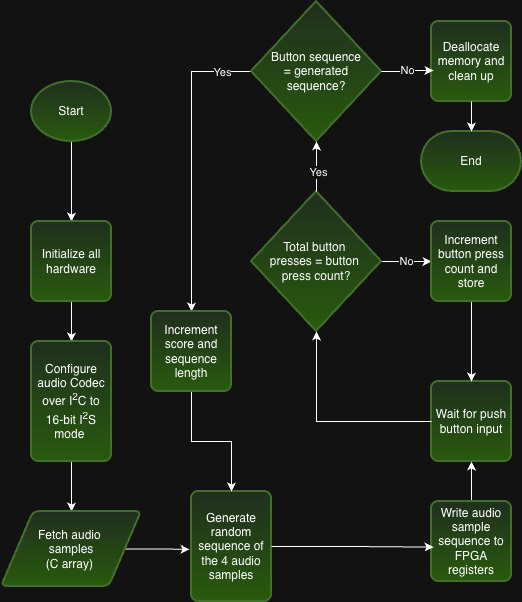 Start
Initialize all
hardware
Configure
audio Codec
over I²C to
16-bit I²S
mode
Fetch audio
samples
(C array)
Generate
random
sequence of
the 4 audio
samples
Write audio
sample
sequence to
FPGA
registers
Wait for push
button input
Total button
presses = button
press count?
No
Increment
button press
count and
store
Yes
Button sequence
= generated
sequence?
Yes
Increment
score and
sequence
length
No
Deallocate
memory and
clean up
End